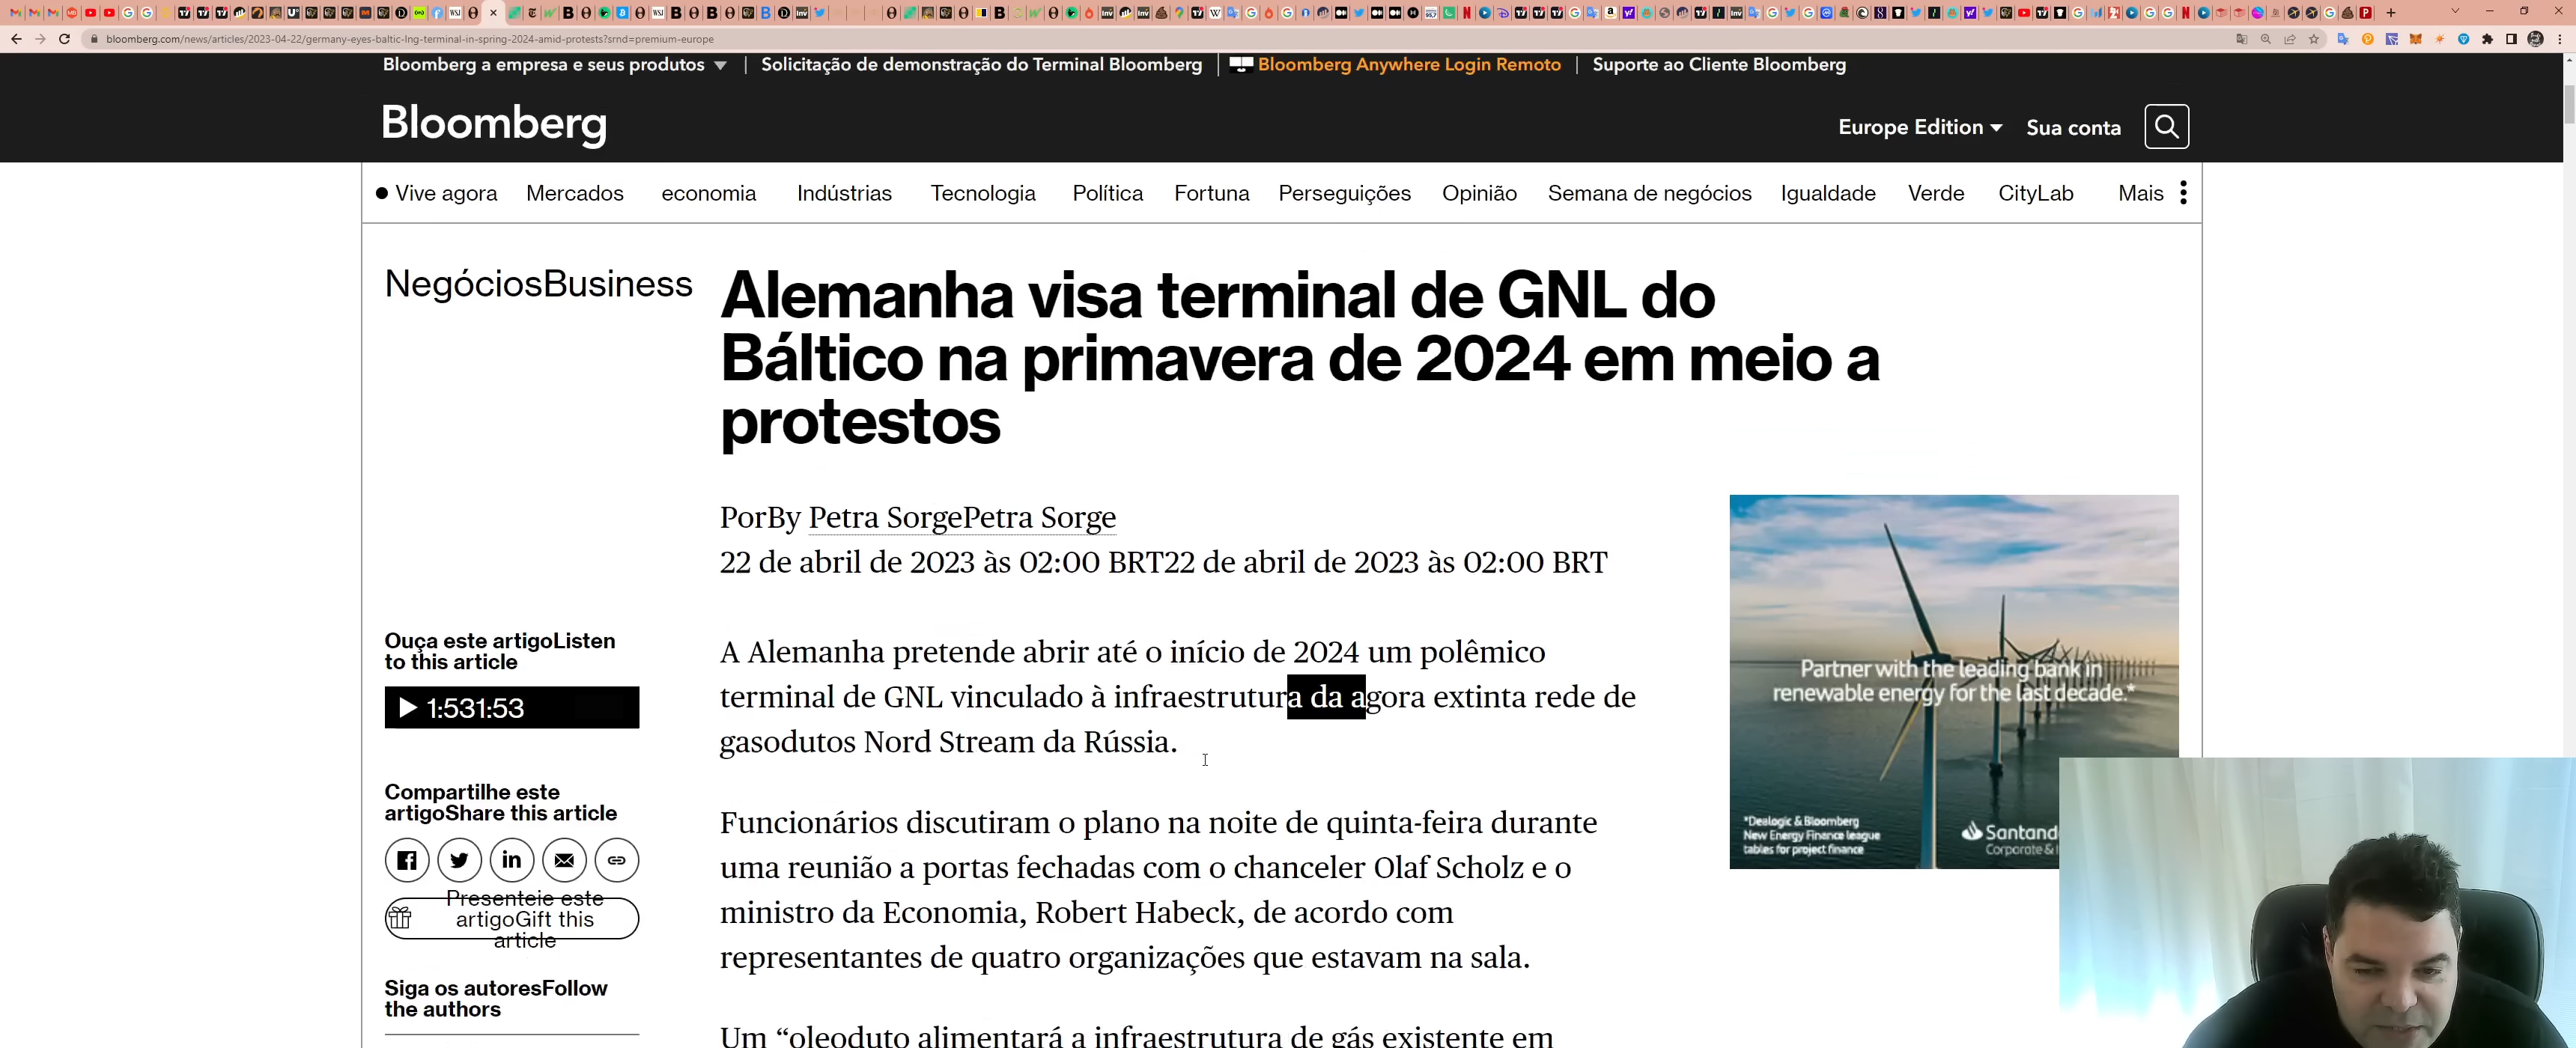 bloomberg.com/news/articles/2023-04-22/germany-eyes-baltic-lng-terminal-in-spring-2024-amid-protests?srnd=premium-europe
Bloomberg a empresa e seus produtos
Solicitação de demonstração do Terminal Bloomberg
Bloomberg Anywhere Login Remoto
Suporte ao Cliente Bloomberg
Bloomberg
Europe Edition
Sua conta
Vive agora Mercados economia Indústrias Tecnologia Política Fortuna Perseguições Opinião Semana de negócios Igualdade Verde CityLab Mais
NegóciosBusiness
Alemanha visa terminal de GNL do
Báltico na primavera de 2024 em meio a
protestos
PorBy Petra SorgePetra Sorge
22 de abril de 2023 às 02:00 BRT22 de abril de 2023 às 02:00 BRT
Ouça este artigoListen
to this article
1:531:53
Compartilhe este
artigoShare this article
Presenteie este
artigoGift this
article
Siga os autoresFollow
the authors
A Alemanha pretende abrir até o início de 2024 um polêmico
terminal de GNL vinculado à infraestrutura da agora extinta rede de
gasodutos Nord Stream da Rússia.
Funcionários discutiram o plano na noite de quinta-feira durante
uma reunião a portas fechadas com o chanceler Olaf Scholz e o
ministro da Economia, Robert Habeck, de acordo com
representantes de quatro organizações que estavam na sala.
Um “oleoduto alimentará a infraestrutura de gás existente em
Partner with the leading bank in
renewable energy for the last decade.*
*Dealogic & Bloomberg
New Energy Finance league
tables for project finance
Santand
Corporate &